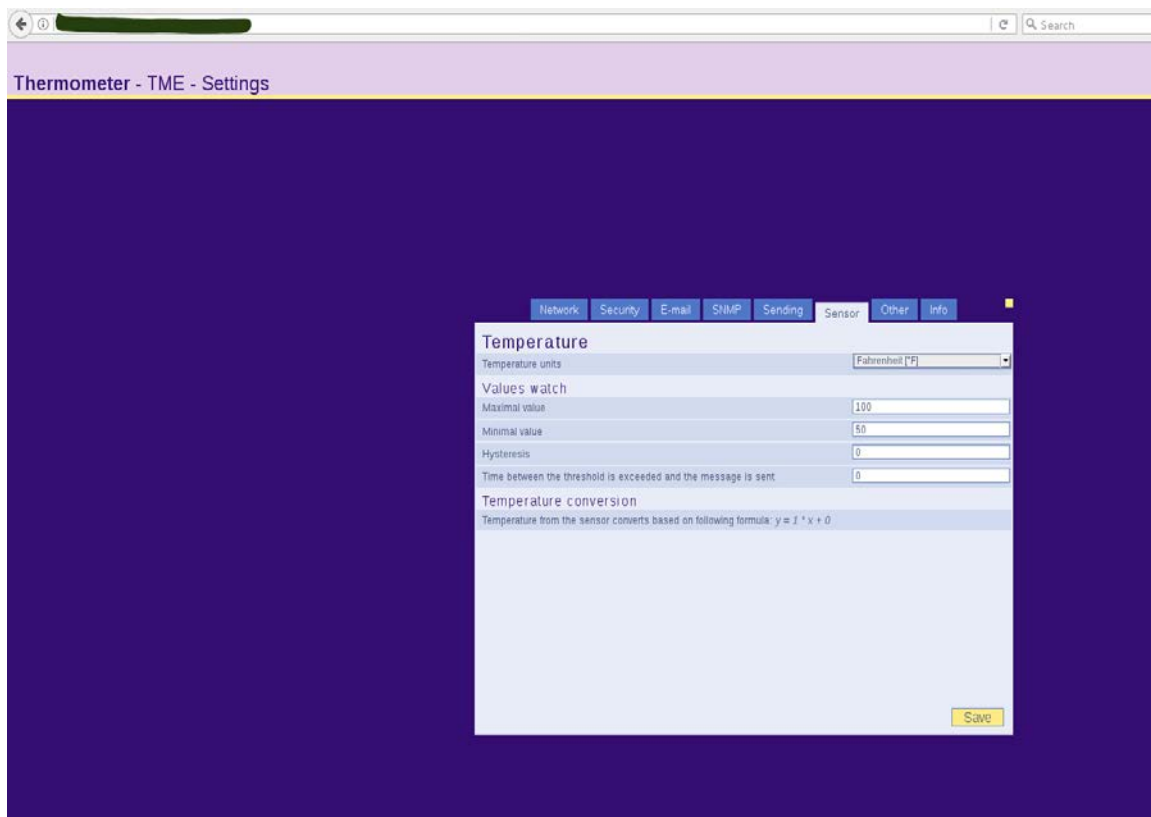 Search
Thermometer - TME - Settings
Network Security E-mail SNMP Sending Sensor Other Info
Temperature
Temperature units Fahrenheit [°F]
Values watch
Maximal value 100
Minimal value 50
Hysteresis 0
Time between the threshold is exceeded and the message is sent 0
Temperature conversion
Temperature from the sensor converts based on following formula: y = 1 * x + 0
Save